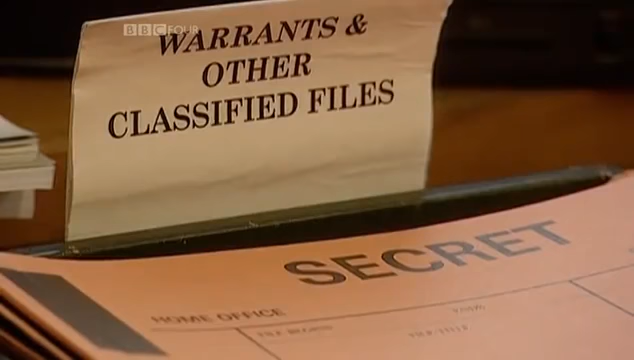 BBC FOUR
WARRANTS &
OTHER
CLASSIFIED FILES
SECRET
HOME OFFICE